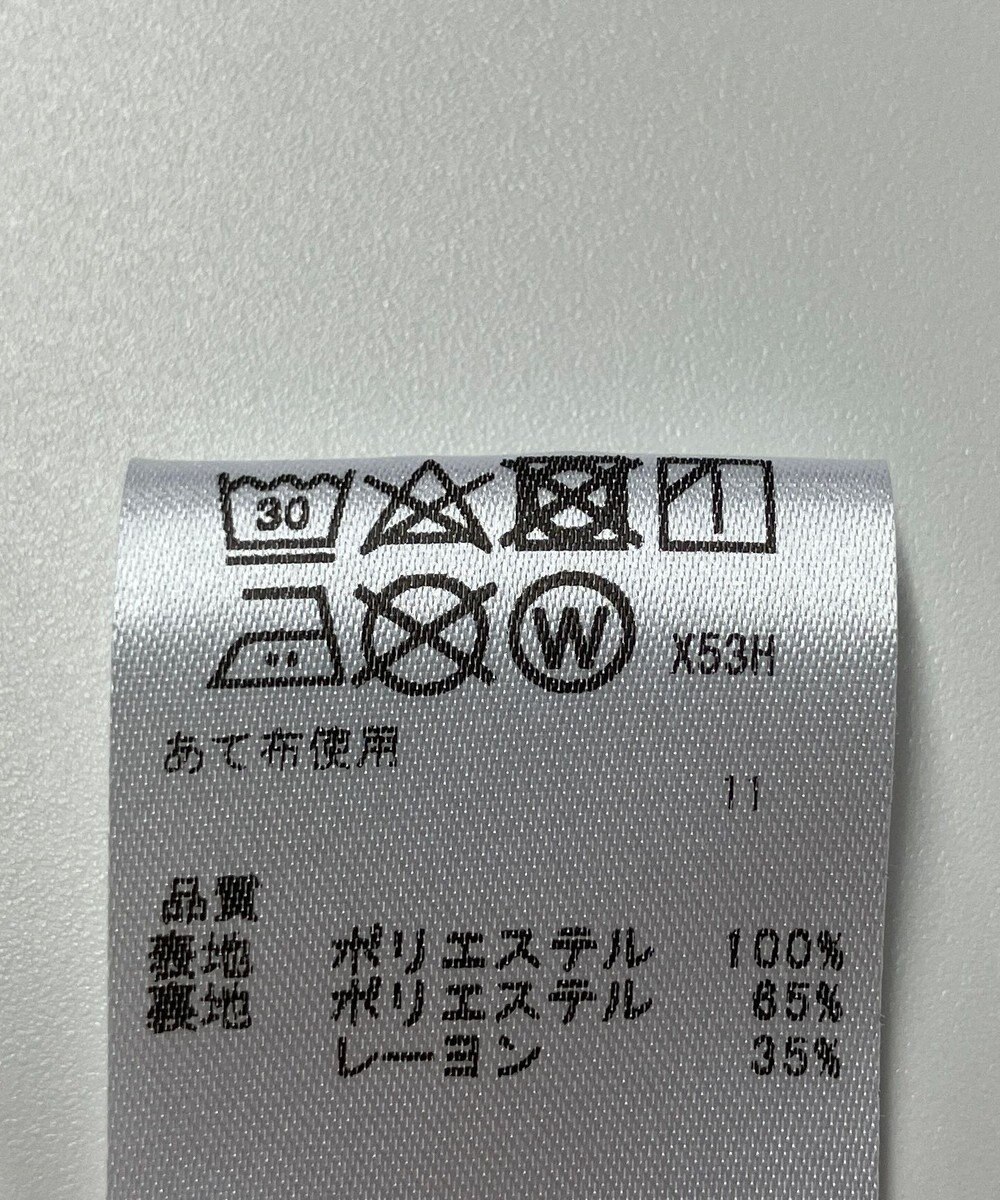 30
W X53H
あて布使用
11
品質
表地 ポリエステル 100%
裏地 ポリエステル 65%
レーヨン 35%